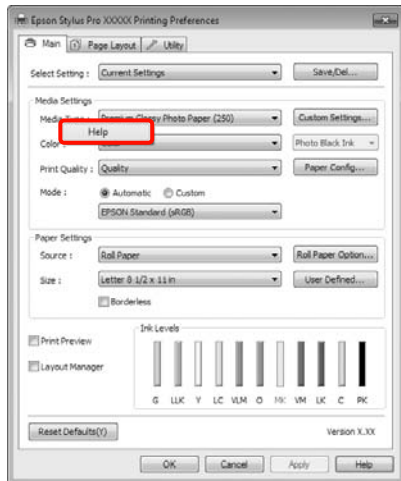 Epson Stylus Pro XXXXX Printing Preferences
Main Page Layout Utility
Select Setting : Current Settings Save/Del...
Media Settings
Media Type : Premium Glossy Photo Paper (250) Custom Settings...
Help
Color : Color Photo Black Ink
Print Quality : Quality Paper Config...
Mode : Automatic Custom
EPSON Standard (sRGB)
Paper Settings
Source : Roll Paper Roll Paper Option...
Size : Letter 8 1/2 x 11 in User Defined...
Borderless
Ink Levels
Print Preview
Layout Manager
G LLK Y LC VLM O MK VM LK C PK
Reset Defaults(Y) Version X.XX
OK Cancel Apply Help